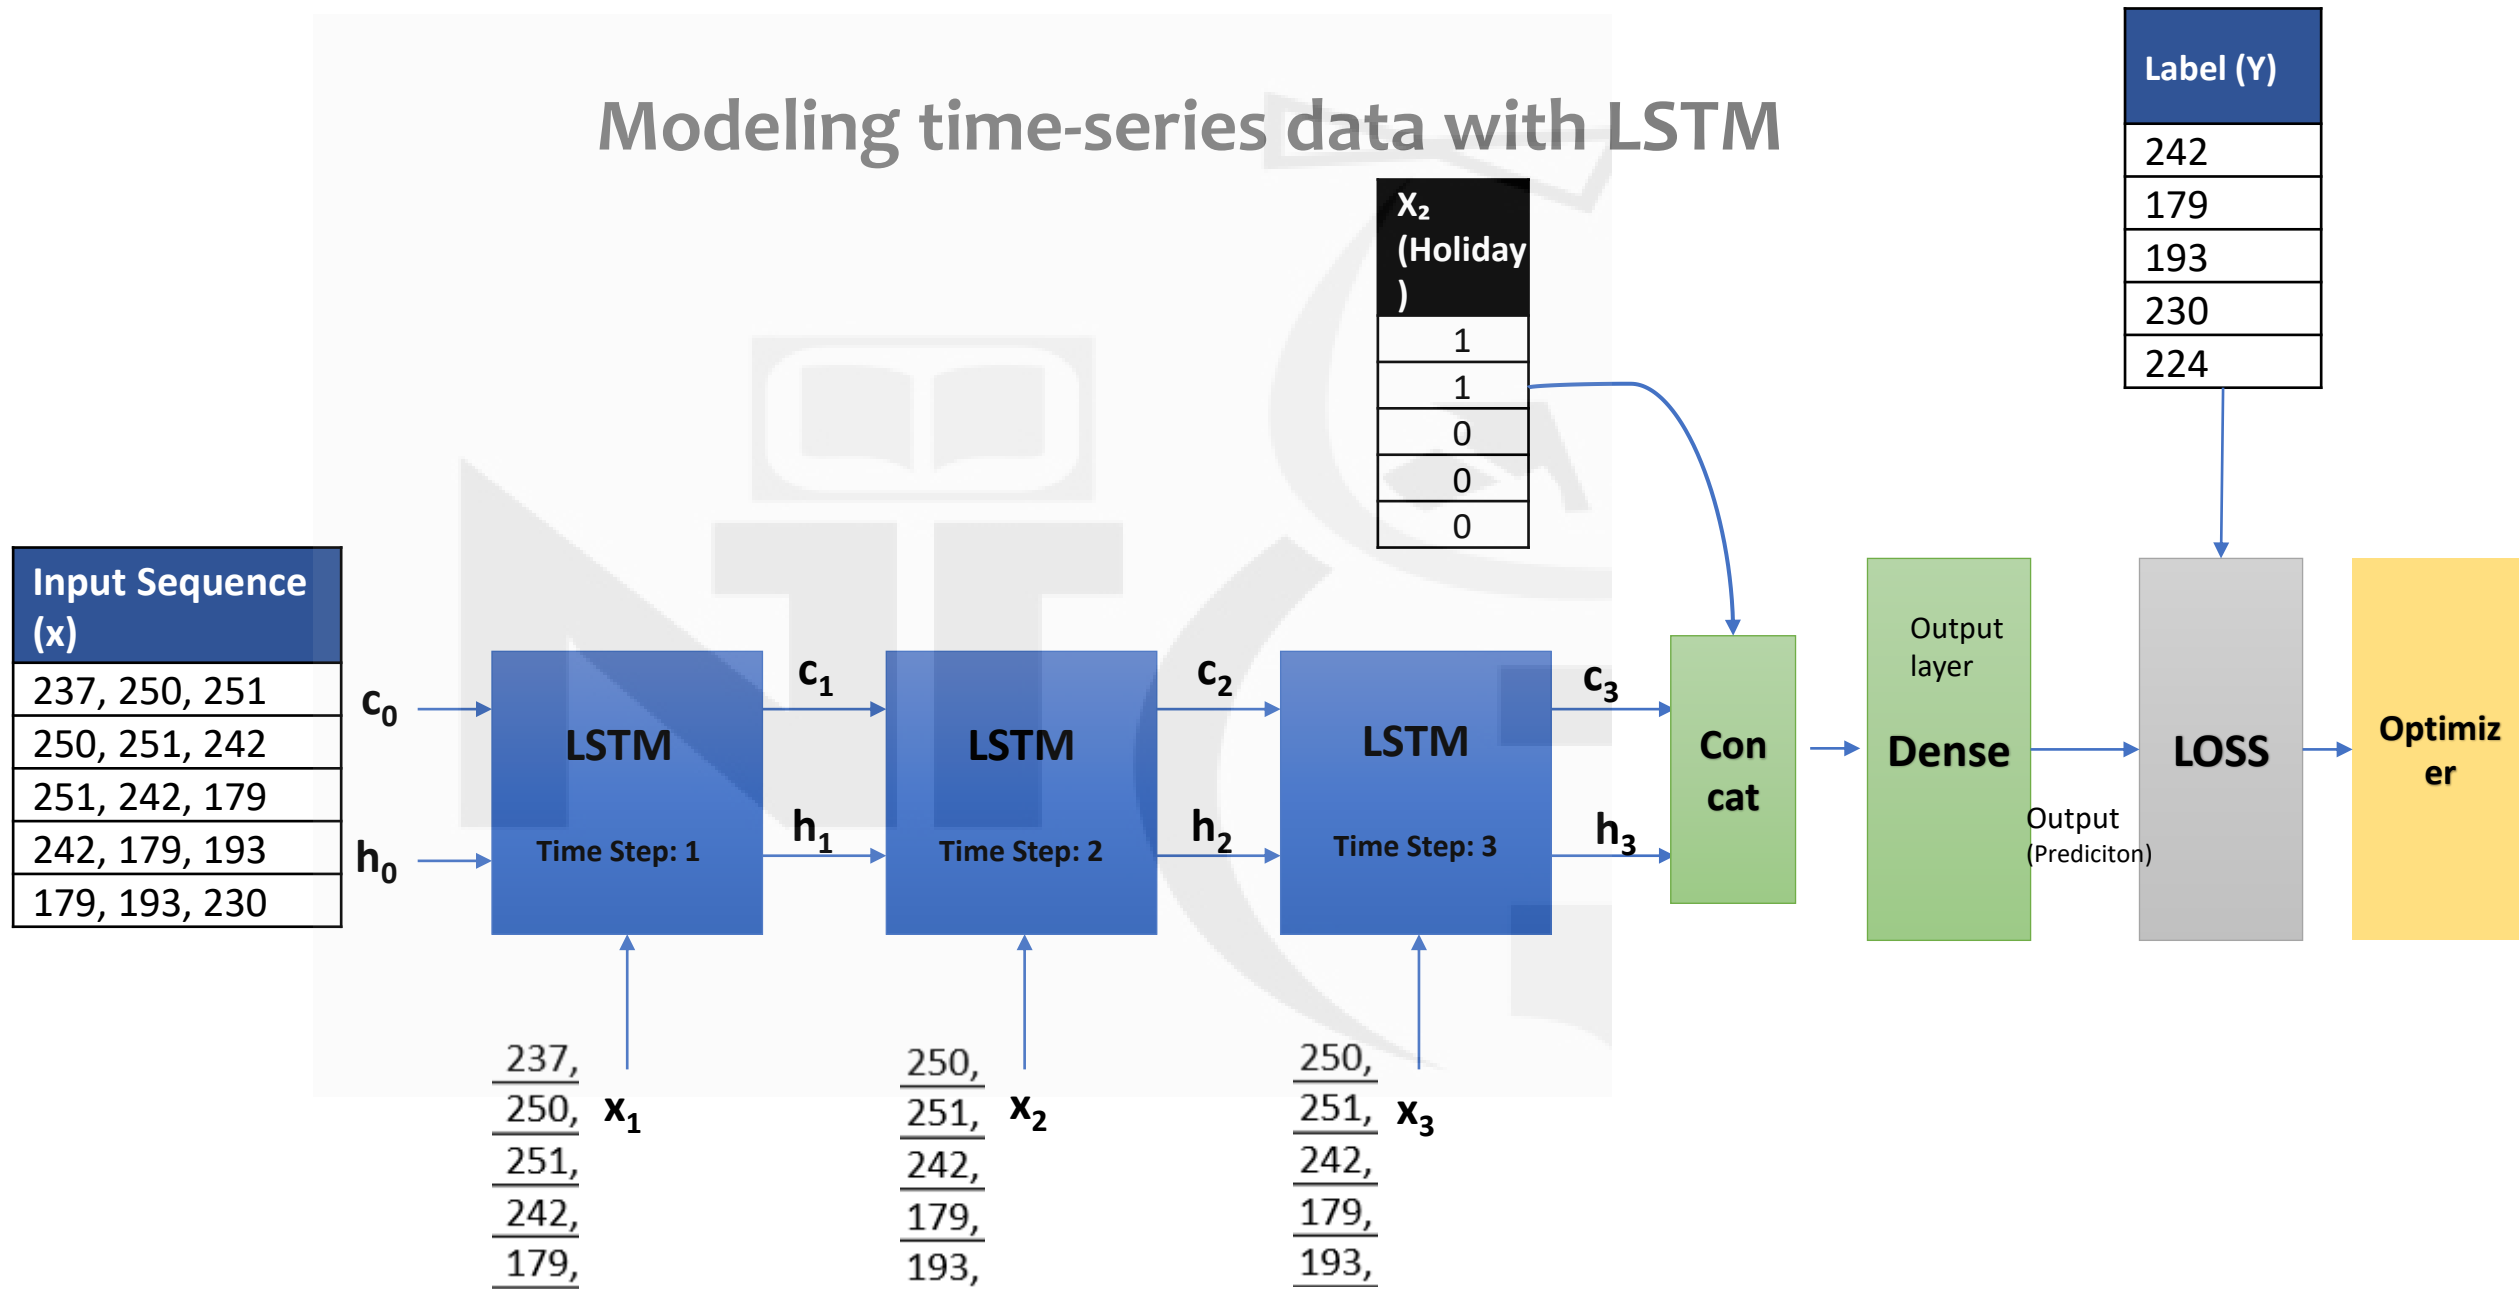 Modeling time-series data with LSTM
Label (Y)
242
179
193
230
224
X₂
(Holiday
)
1
1
0
0
0
Input Sequence
(x)
237, 250, 251
250, 251, 242
251, 242, 179
242, 179, 193
179, 193, 230
c₀
h₀
LSTM
Time Step: 1
c₁
h₁
LSTM
Time Step: 2
c₂
h₂
LSTM
Time Step: 3
c₃
h₃
Con
cat
Output
layer
Dense
Output
(Prediciton)
LOSS
Optimiz
er
237,
250,
251,
242,
179,
x₁
250,
251,
242,
179,
193,
x₂
250,
251,
242,
179,
193,
x₃